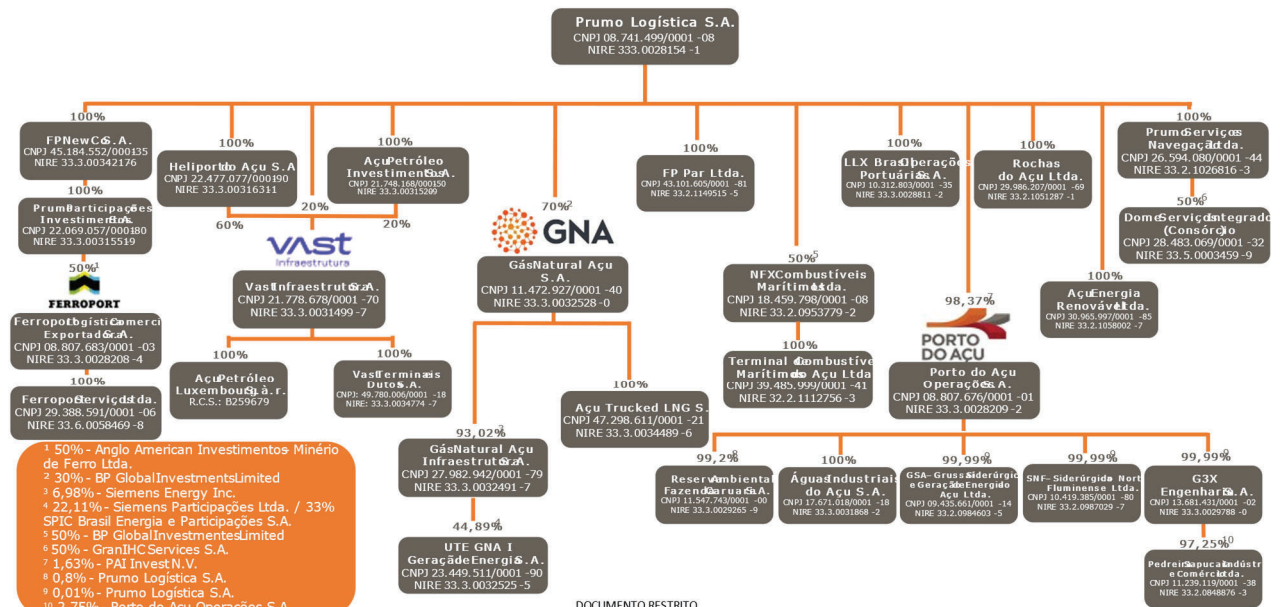 Prumo Logística S.A.
CNPJ 08.741.499/0001 -08
NIRE 333.0028154 -1
100%
FPNewCo S.A.
CNPJ 45.184.552/000135
NIRE 33.3.00342176
100%
Prumo Participações
Investimentos S.A.
CNPJ 22.069.057/000180
NIRE 33.3.00315519
50%1
FERROPORT
Ferroport Logística Comercial
Exportadora S.A.
CNPJ 08.807.683/0001 -03
NIRE 33.3.0028208 -4
100%
Ferroport Serviços Ltda.
CNPJ 29.388.591/0001 -06
NIRE 33.6.0058469 -8
100%
Heliporto do Açu S.A
CNPJ 22.477.077/000190
NIRE 33.3.00316311
60%
20%
20%
100%
Açu Petróleo
Investimentos S.A.
CNPJ 21.748.168/000150
NIRE 33.3.00315209
20%
vast
Infraestrutura
Vast Infraestrutura S.A.
CNPJ 21.778.678/0001 -70
NIRE 33.3.0031499 -7
100%
Açu Petróleo
Luxembourg S.à.r.
R.C.S.: B259679
100%
Vast Terminais
Dutos S.A.
CNPJ: 49.780.006/0001 -18
NIRE: 33.3.0034774 -7
70%2
GNA
Gás Natural Açu
S.A.
CNPJ 11.472.927/0001 -40
NIRE 33.3.0032528 -0
93,02%3
Gás Natural Açu
Infraestrutura S.A.
CNPJ 27.982.942/0001 -79
NIRE 33.3.0032491 -7
44,89%4
UTE GNA I
Geração de Energia S.A.
CNPJ 23.449.511/0001 -90
NIRE 33.3.0032525 -5
100%
Açu Trucked LNG S.
CNPJ 47.298.611/0001 -21
NIRE 33.3.0034489 -6
100%
FP Par Ltda.
CNPJ 43.101.605/0001 -81
NIRE 33.2.1149515 -5
50%5
NFX Combustíveis
Marítimos Ltda.
CNPJ 18.459.798/0001 -08
NIRE 33.2.0953779 -2
100%
Terminal de Combustíve
Marítimos do Açu Ltda
CNPJ 39.485.999/0001 -41
NIRE 32.2.1112756 -3
100%
LLX Brasil Operações
Portuárias S.A.
CNPJ 10.312.803/0001 -35
NIRE 33.3.0028811 -2
98,37%7
PORTO
DO AÇU
Porto do Açu
Operações S.A.
CNPJ 08.807.676/0001 -01
NIRE 33.3.0028209 -2
100%
Rochas
do Açu Ltda.
CNPJ 29.986.207/0001 -69
NIRE 33.2.1051287 -1
100%
Açu Energia
Renovável Ltda.
CNPJ 30.965.997/0001 -85
NIRE 33.2.1058002 -7
100%
Prumo Serviços
Navegação Ltda.
CNPJ 26.594.080/0001 -44
NIRE 33.2.1026816 -3
50%6
Dome Serviços Integrado
(Consórcio)
CNPJ 28.483.069/0001 -32
NIRE 33.5.0003459 -9
99,2%8
Reserva Ambiental
Fazenda Caruara S.A.
CNPJ 11.547.743/0001 -00
NIRE 33.3.0029265 -9
100%
Águas Industriais
do Açu S.A.
CNPJ 17.671.018/0001 -18
NIRE 33.3.0031868 -2
99,99%9
GSA – Grussaí Siderúrgic
e Geração de Energia do
Açu Ltda.
CNPJ 09.435.661/0001 -14
NIRE 33.2.0984603 -5
99,99%9
SNF – Siderúrgica do Nort
Fluminense Ltda.
CNPJ 10.419.385/0001 -80
NIRE 33.2.0987029 -7
99,99%9
G3X
Engenharia S.A.
CNPJ 13.681.431/0001 -02
NIRE 33.3.0029788 -0
97,25%10
Pedreira Sapucaia Indústr
e Comércio Ltda.
CNPJ 11.239.119/0001 -38
NIRE 33.2.0848876 -3
1 50% - Anglo American Investimentos - Minério
de Ferro Ltda.
2 30% - BP Global Investments Limited
3 6,98% - Siemens Energy Inc.
4 22,11% - Siemens Participações Ltda. / 33%
SPIC Brasil Energia e Participações S.A.
5 50% - BP Global Investmentes Limited
6 50% - GranIHC Services S.A.
7 1,63% - PAI Invest N.V.
8 0,8% - Prumo Logística S.A.
9 0,01% - Prumo Logística S.A.
10 2,75% - Porto do Açu Operações S.A.
DOCUMENTO RESTRITO